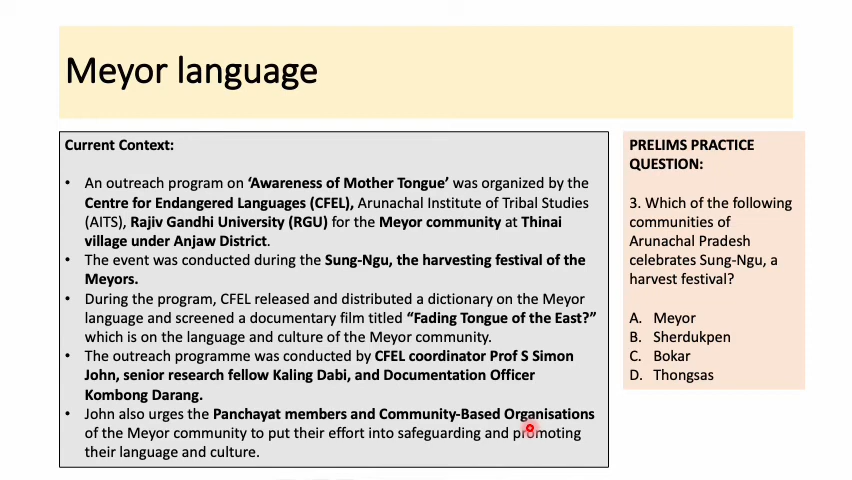 Meyor language
Current Context:
• An outreach program on ‘Awareness of Mother Tongue’ was organized by the
Centre for Endangered Languages (CFEL), Arunachal Institute of Tribal Studies
(AITS), Rajiv Gandhi University (RGU) for the Meyor community at Thinai
village under Anjaw District.
• The event was conducted during the Sung-Ngu, the harvesting festival of the
Meyors.
• During the program, CFEL released and distributed a dictionary on the Meyor
language and screened a documentary film titled “Fading Tongue of the East?”
which is on the language and culture of the Meyor community.
• The outreach programme was conducted by CFEL coordinator Prof S Simon
John, senior research fellow Kaling Dabi, and Documentation Officer
Kombong Darang.
• John also urges the Panchayat members and Community-Based Organisations
of the Meyor community to put their effort into safeguarding and promoting
their language and culture.
PRELIMS PRACTICE
QUESTION:
3. Which of the following
communities of
Arunachal Pradesh
celebrates Sung-Ngu, a
harvest festival?
A. Meyor
B. Sherdukpen
C. Bokar
D. Thongsas